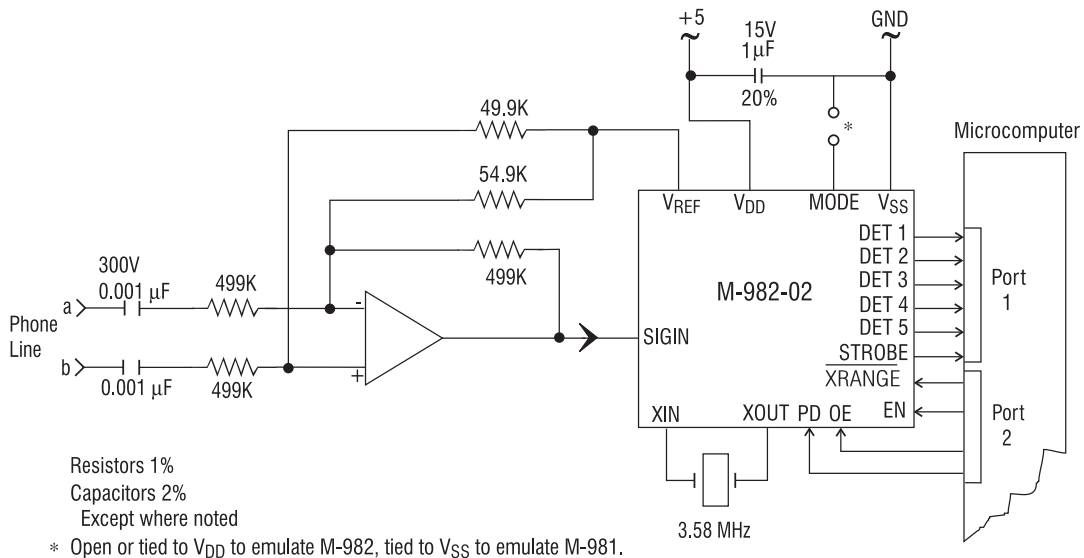 +5
15V
1μF
20%
GND
49.9K
54.9K
499K
*
Microcomputer
VREF
VDD
MODE
VSS
DET 1
DET 2
DET 3
DET 4
DET 5
STROBE
XRANGE
EN
Port
1
Port
2
M-982-02
SIGIN
XIN
XOUT
PD
OE
3.58 MHz
300V
0.001 μF
499K
a
-
Phone
Line
b
+
0.001 μF
499K
Resistors 1%
Capacitors 2%
Except where noted
* Open or tied to VDD to emulate M-982, tied to VSS to emulate M-981.